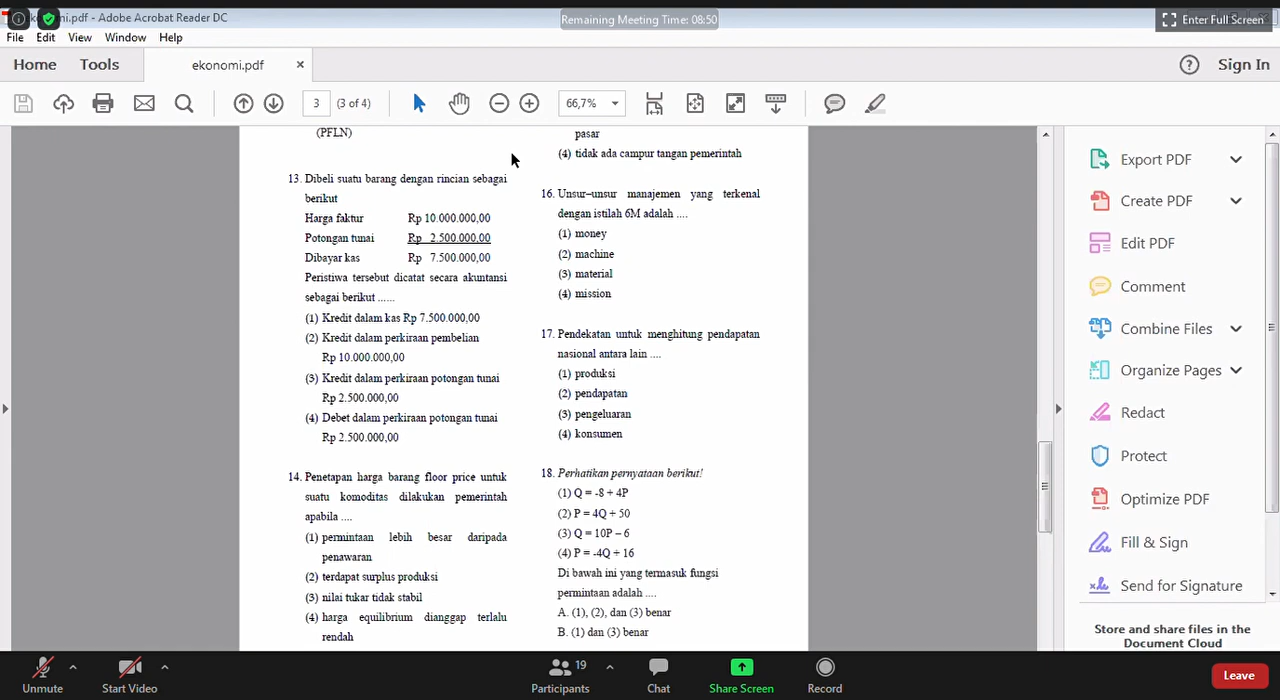 ekonomi.pdf - Adobe Acrobat Reader DC
Remaining Meeting Time: 08:50
Enter Full Screen
File Edit View Window Help
Home Tools ekonomi.pdf × Sign In
3 (3 of 4) 66,7%
(PFLN)
13. Dibeli suatu barang dengan rincian sebagai
berikut
Harga faktur Rp 10.000.000,00
Potongan tunai Rp 2.500.000,00
Dibayar kas Rp 7.500.000,00
Peristiwa tersebut dicatat secara akuntansi
sebagai berikut ......
(1) Kredit dalam kas Rp 7.500.000,00
(2) Kredit dalam perkiraan pembelian
Rp 10.000.000,00
(3) Kredit dalam perkiraan potongan tunai
Rp 2.500.000,00
(4) Debet dalam perkiraan potongan tunai
Rp 2.500.000,00
14. Penetapan harga barang floor price untuk
suatu komoditas dilakukan pemerintah
apabila ....
(1) permintaan lebih besar daripada
penawaran
(2) terdapat surplus produksi
(3) nilai tukar tidak stabil
(4) harga equilibrium dianggap terlalu
rendah
pasar
(4) tidak ada campur tangan pemerintah
16. Unsur–unsur manajemen yang terkenal
dengan istilah 6M adalah ....
(1) money
(2) machine
(3) material
(4) mission
17. Pendekatan untuk menghitung pendapatan
nasional antara lain ....
(1) produksi
(2) pendapatan
(3) pengeluaran
(4) konsumen
18. Perhatikan pernyataan berikut!
(1) Q = -8 + 4P
(2) P = 4Q + 50
(3) Q = 10P – 6
(4) P = -4Q + 16
Di bawah ini yang termasuk fungsi
permintaan adalah ....
A. (1), (2), dan (3) benar
B. (1) dan (3) benar
Export PDF
Create PDF
Edit PDF
Comment
Combine Files
Organize Pages
Redact
Protect
Optimize PDF
Fill & Sign
Send for Signature
Store and share files in the
Document Cloud
Unmute
Start Video
19
Participants
Chat
Share Screen
Record
Leave